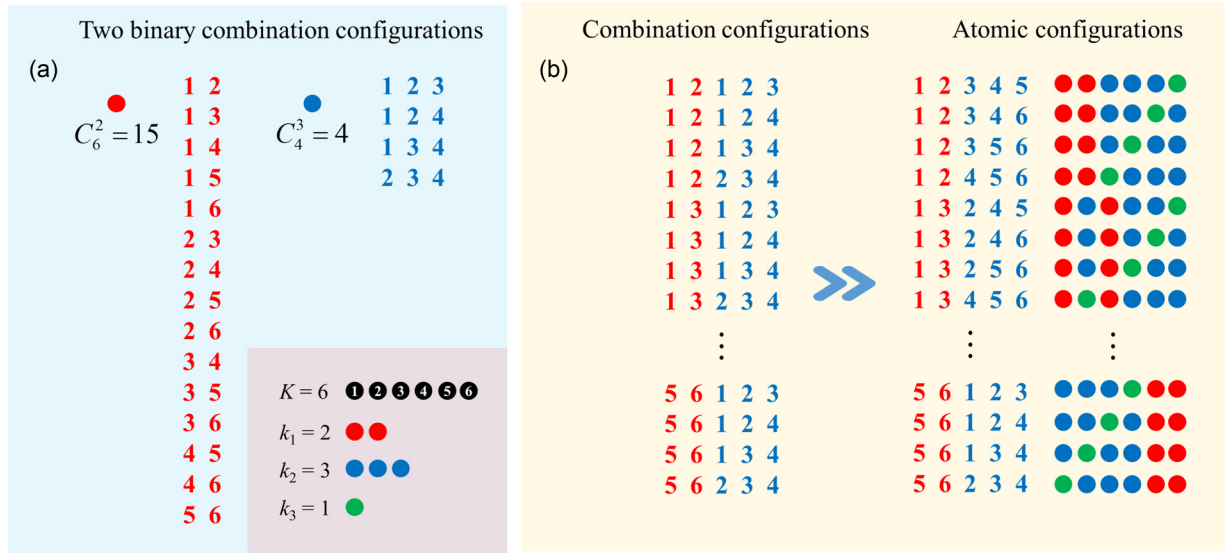 Two binary combination configurations
(a)
C_6^2 = 15
1 2
1 3
1 4
1 5
1 6
2 3
2 4
2 5
2 6
3 4
3 5
3 6
4 5
4 6
5 6
C_4^3 = 4
1 2 3
1 2 4
1 3 4
2 3 4
K = 6 1 2 3 4 5 6
k₁ = 2
k₂ = 3
k₃ = 1
(b)
Combination configurations
1 2 1 2 3
1 2 1 2 4
1 2 1 3 4
1 2 2 3 4
1 3 1 2 3
1 3 1 2 4
1 3 1 3 4
1 3 2 3 4
⋮
5 6 1 2 3
5 6 1 2 4
5 6 1 3 4
5 6 2 3 4
Atomic configurations
1 2 3 4 5
1 2 3 4 6
1 2 3 5 6
1 2 4 5 6
1 3 2 4 5
1 3 2 4 6
1 3 2 5 6
1 3 4 5 6
⋮ ⋮
5 6 1 2 3
5 6 1 2 4
5 6 1 3 4
5 6 2 3 4